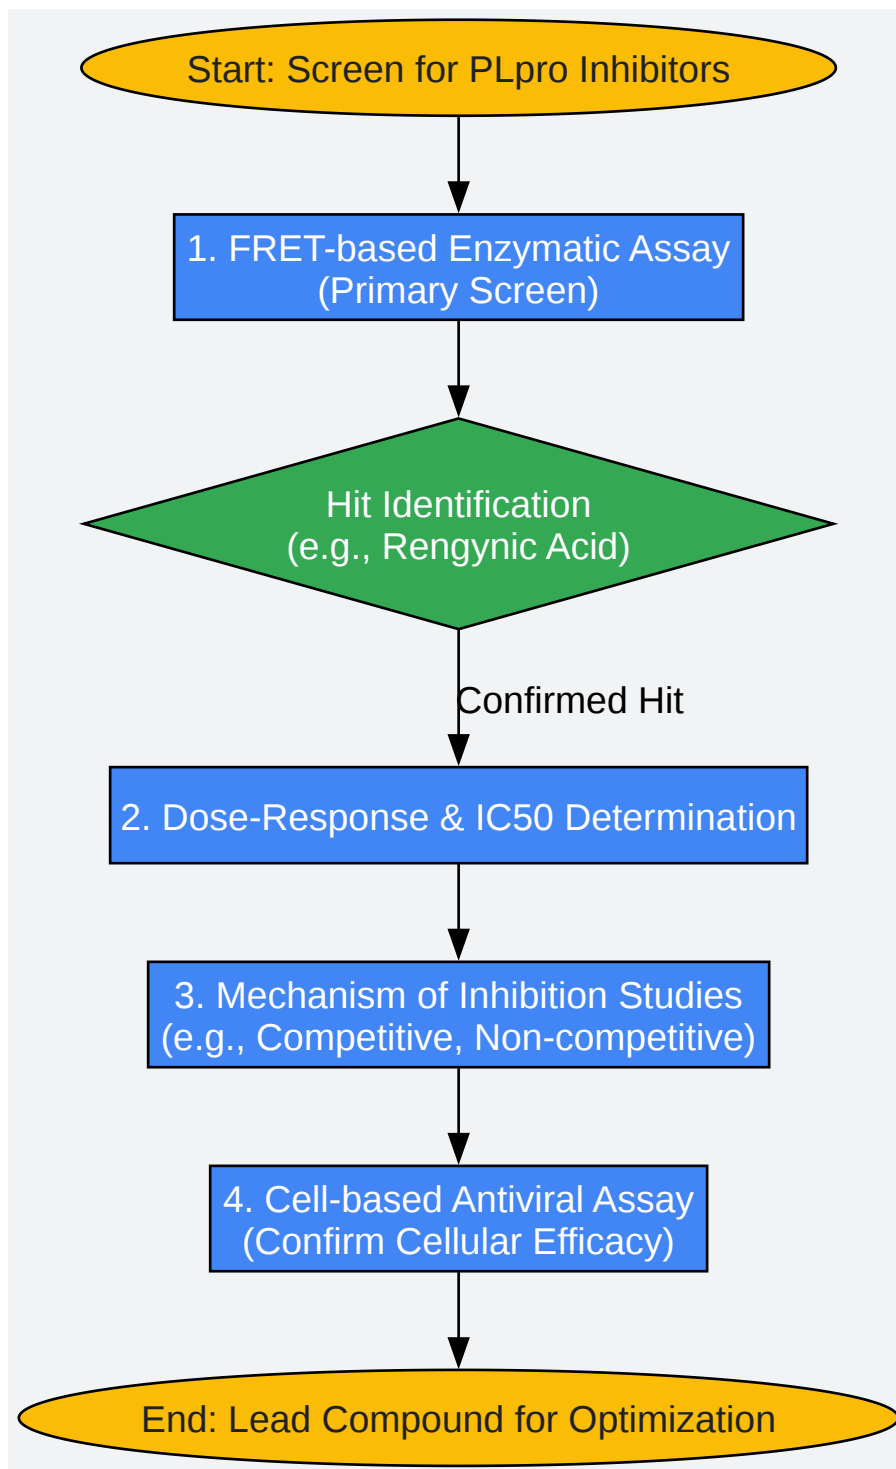 Start: Screen for PLpro Inhibitors
1. FRET-based Enzymatic Assay
(Primary Screen)
Hit Identification
(e.g., Rengynic Acid)
Confirmed Hit
2. Dose-Response & IC50 Determination
3. Mechanism of Inhibition Studies
(e.g., Competitive, Non-competitive)
4. Cell-based Antiviral Assay
(Confirm Cellular Efficacy)
End: Lead Compound for Optimization